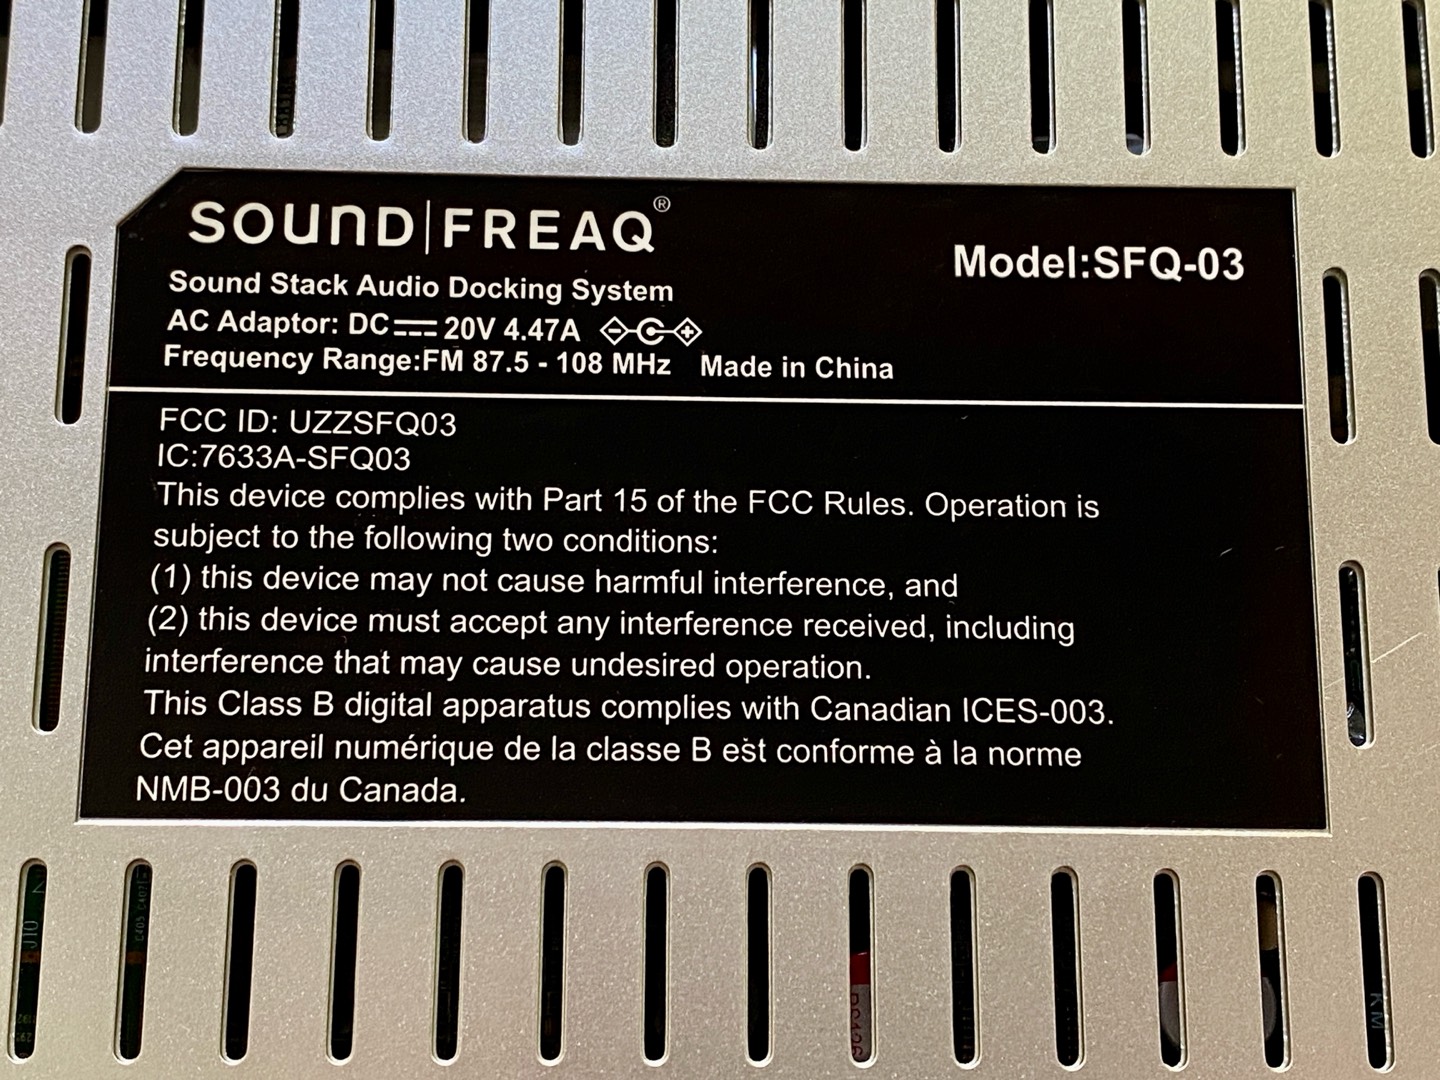 SOUND|FREAQ®
Model:SFQ-03
Sound Stack Audio Docking System
AC Adaptor: DC 20V 4.47A
Frequency Range:FM 87.5 - 108 MHz Made in China
FCC ID: UZZSFQ03
IC:7633A-SFQ03
This device complies with Part 15 of the FCC Rules. Operation is
subject to the following two conditions:
(1) this device may not cause harmful interference, and
(2) this device must accept any interference received, including
interference that may cause undesired operation.
This Class B digital apparatus complies with Canadian ICES-003.
Cet appareil numérique de la classe B est conforme à la norme
NMB-003 du Canada.
J10
C405 C402
KM